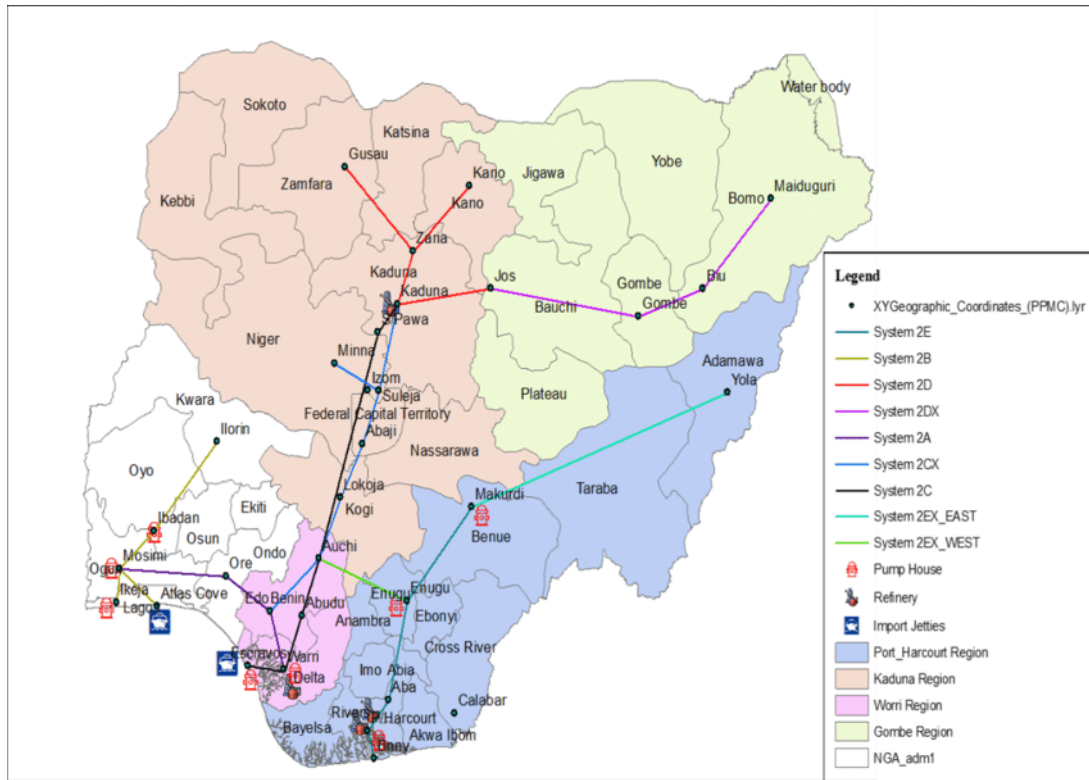 Water body
Sokoto
Katsina
Gusau
Kano
Yobe
Jigawa
Zamfara
Maiduguri
Kebbi
Kano
Borno
Zaria
Kaduna
Jos
Gombe
Biu
Kaduna
Bauchi
Gombe
S/Pawa
Niger
Minna
Adamawa
Izom
Yola
Suleja
Plateau
Kwara
Federal Capital Territory
Ilorin
Abaji
Nassarawa
Oyo
Taraba
Lokoja
Makurdi
Ekiti
Kogi
Ibadan
Benue
Osun
Ondo
Auchi
Mosimi
Ogun
Ore
Enugu
Ikeja
Atlas Cove
Enugu
Lagos
Edo
Benin
Abudu
Anambra
Ebonyi
Cross River
Escravos
Warri
Imo
Abia
Delta
Aba
Calabar
Rivers
P/Harcourt
Bayelsa
Akwa Ibom
Bonny
Legend
XYGeographic_Coordinates_(PPMC).lyr
System 2E
System 2B
System 2D
System 2DX
System 2A
System 2CX
System 2C
System 2EX_EAST
System 2EX_WEST
Pump House
Refinery
Import Jetties
Port_Harcourt Region
Kaduna Region
Worri Region
Gombe Region
NGA_adm1